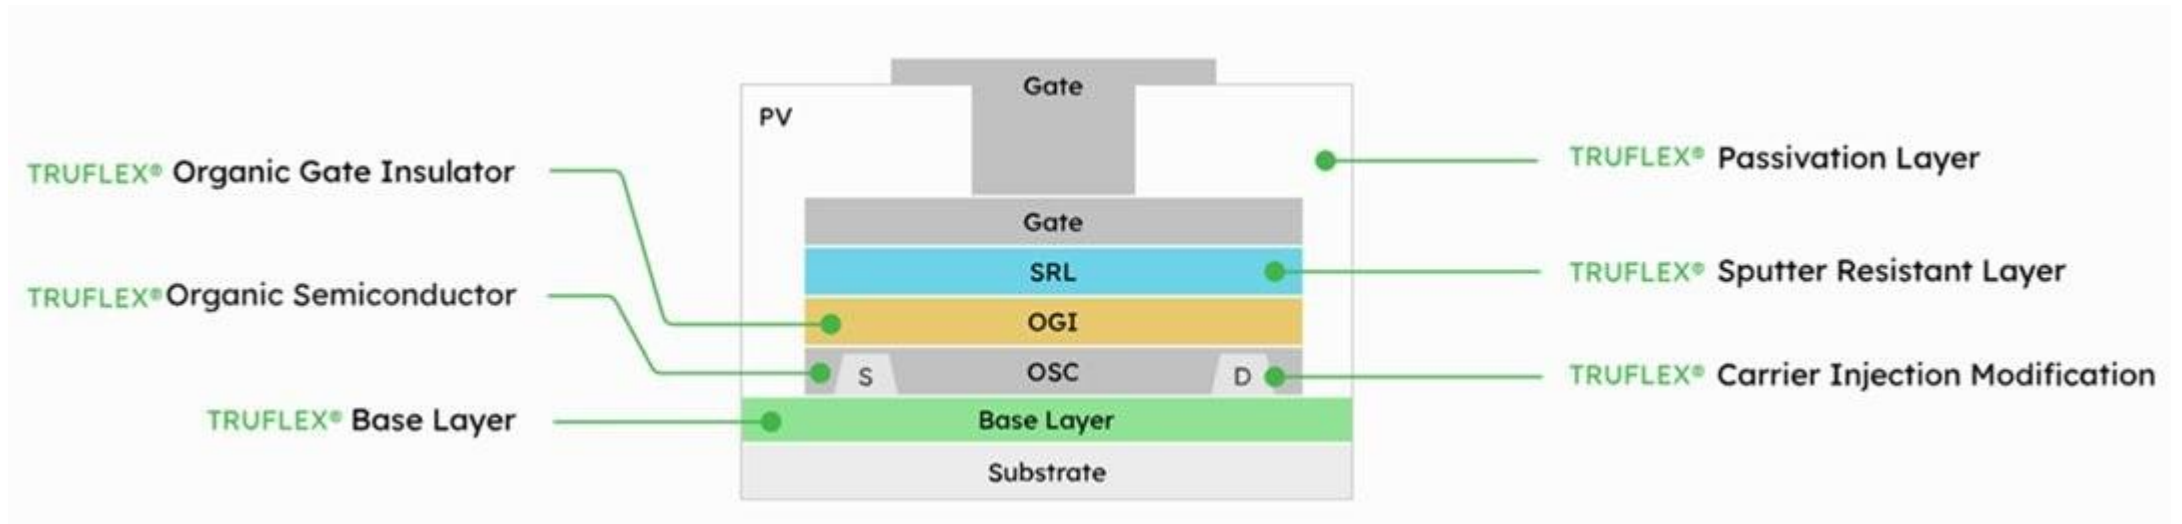 Gate
PV
TRUFLEX® Organic Gate Insulator
TRUFLEX® Passivation Layer
Gate
SRL
TRUFLEX® Sputter Resistant Layer
TRUFLEX® Organic Semiconductor
OGI
S
OSC
D
TRUFLEX® Carrier Injection Modification
TRUFLEX® Base Layer
Base Layer
Substrate